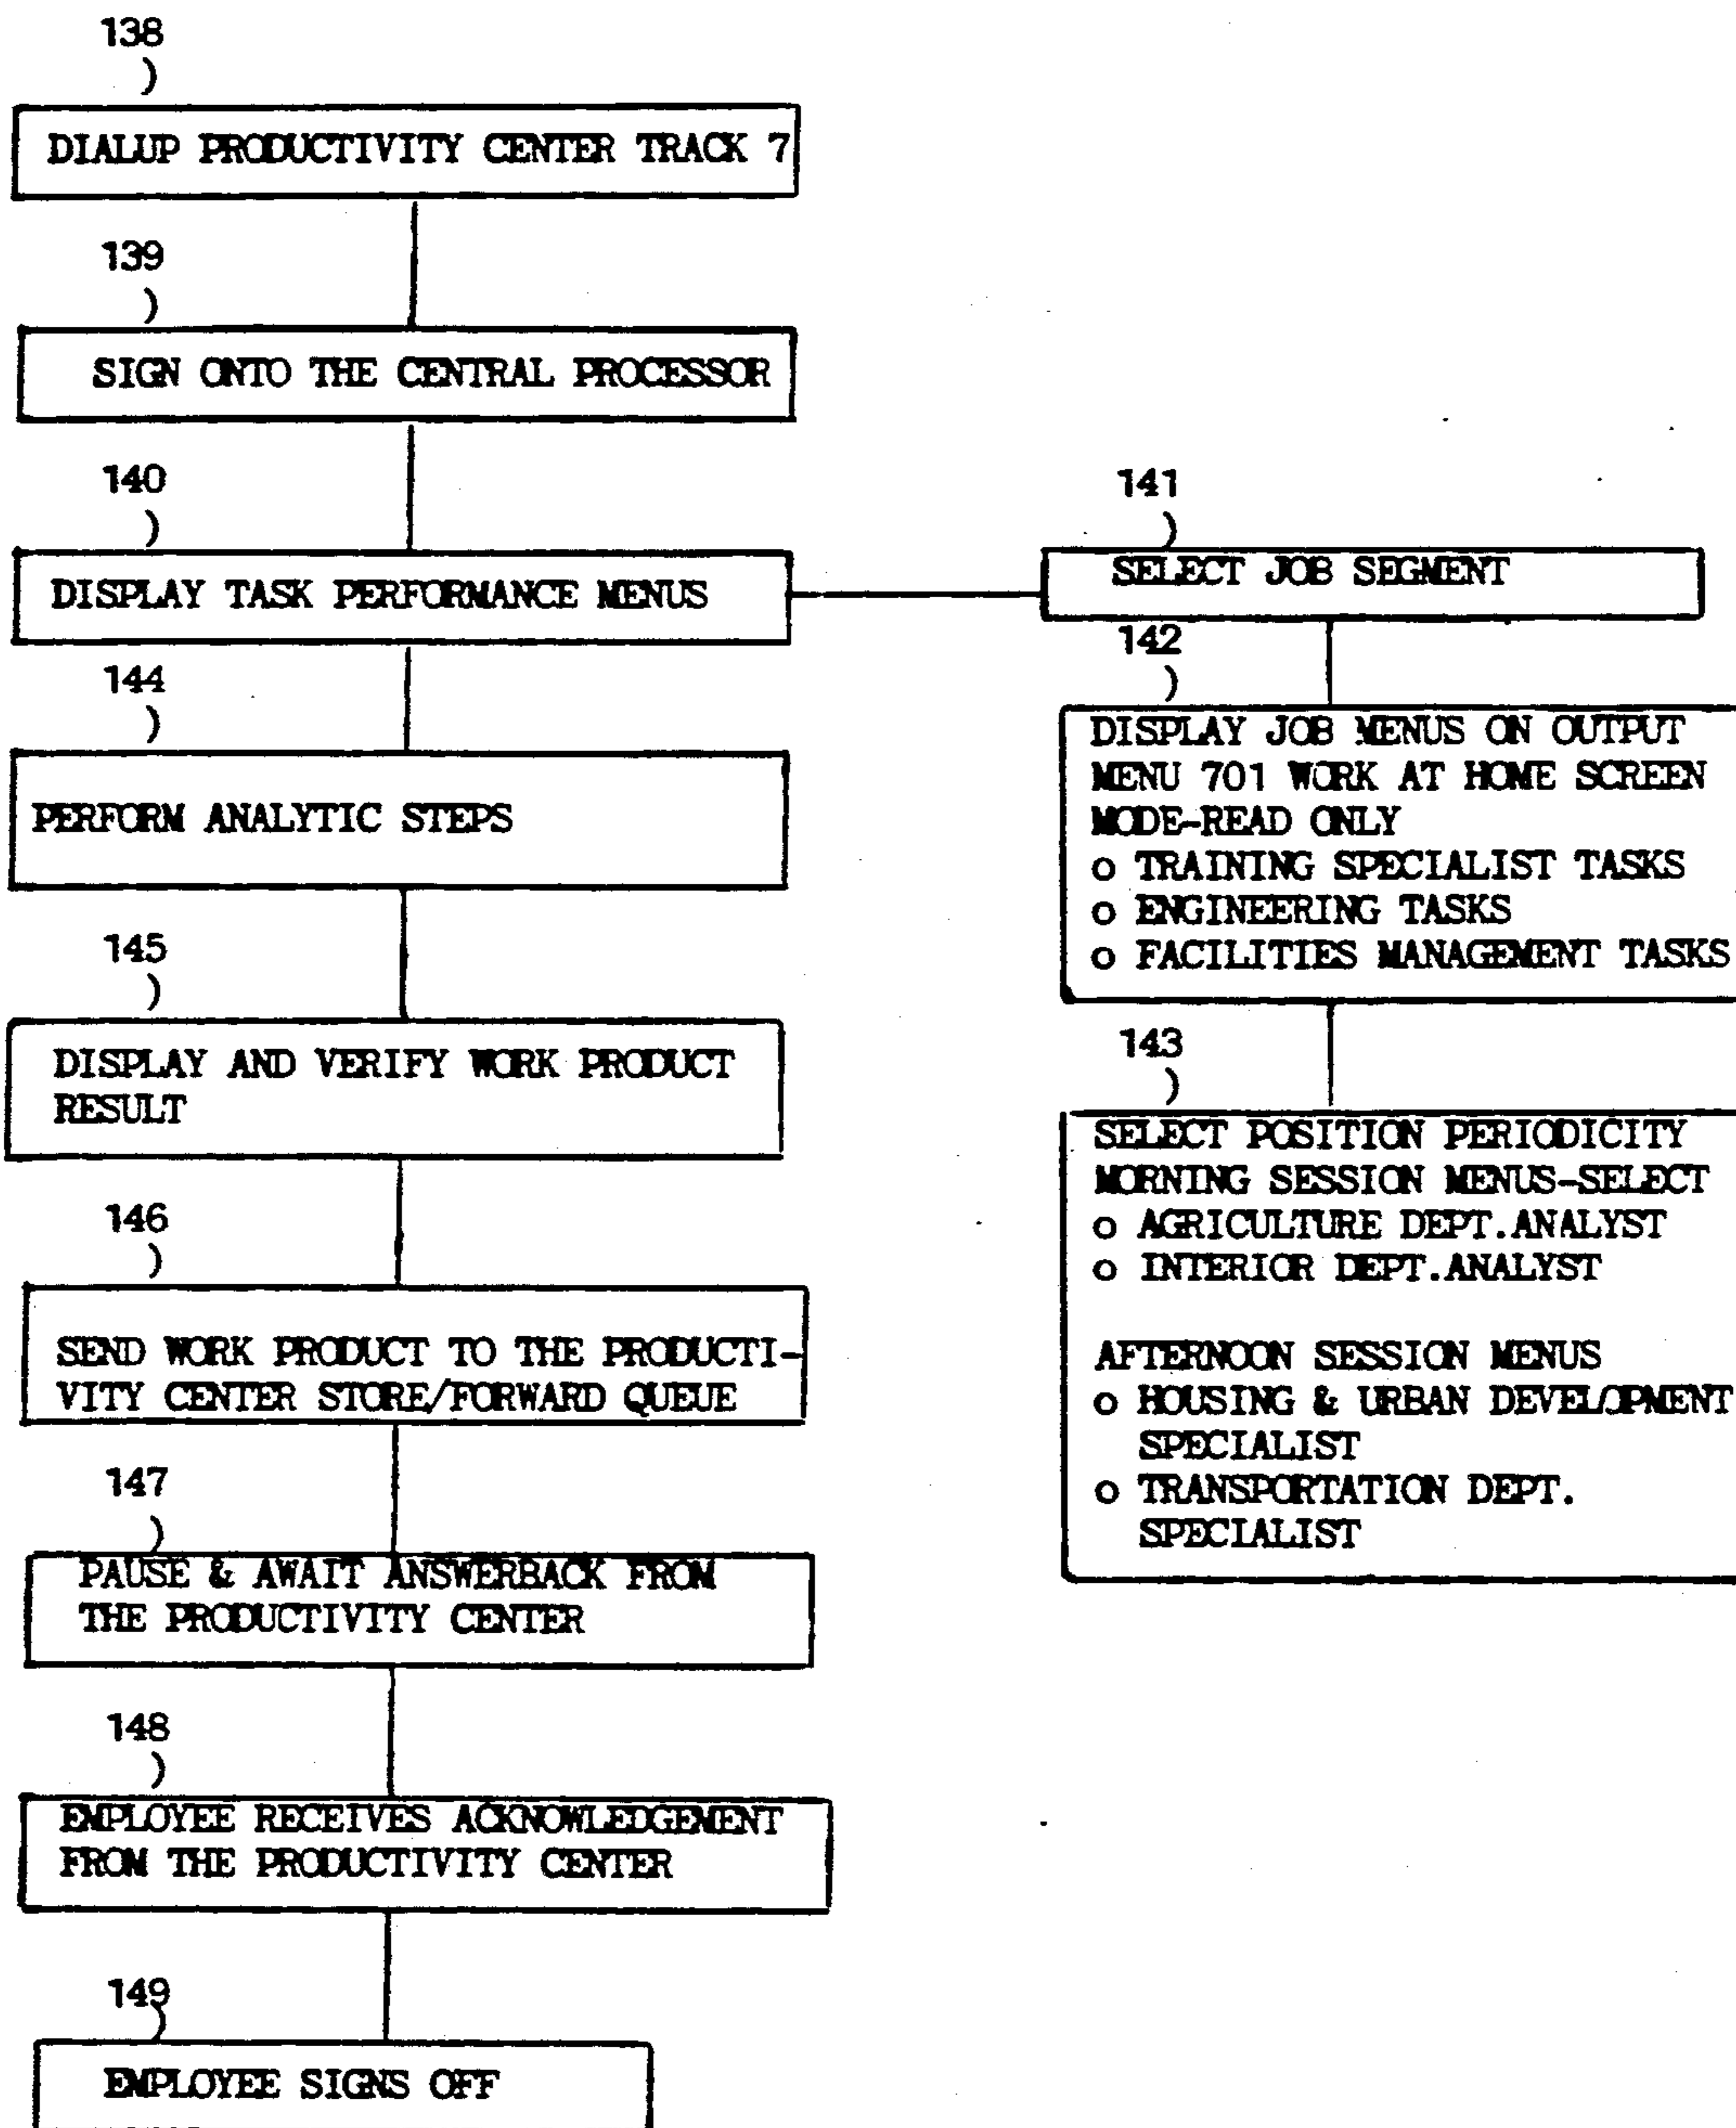 138
DIALUP PRODUCTIVITY CENTER TRACK 7
139
SIGN ONTO THE CENTRAL PROCESSOR
140
DISPLAY TASK PERFORMANCE MENUS
141
SELECT JOB SEGMENT
142
DISPLAY JOB MENUS ON OUTPUT
MENU 701 WORK AT HOME SCREEN
MODE-READ ONLY
o TRAINING SPECIALIST TASKS
o ENGINEERING TASKS
o FACILITIES MANAGEMENT TASKS
143
SELECT POSITION PERIODICITY
MORNING SESSION MENUS-SELECT
o AGRICULTURE DEPT.ANALYST
o INTERIOR DEPT.ANALYST
AFTERNOON SESSION MENUS
o HOUSING & URBAN DEVELOPMENT
SPECIALIST
o TRANSPORTATION DEPT.
SPECIALIST
144
PERFORM ANALYTIC STEPS
145
DISPLAY AND VERIFY WORK PRODUCT
RESULT
146
SEND WORK PRODUCT TO THE PRODUCTI-
VITY CENTER STORE/FORWARD QUEUE
147
PAUSE & AWAIT ANSWERBACK FROM
THE PRODUCTIVITY CENTER
148
EMPLOYEE RECEIVES ACKNOWLEDGEMENT
FROM THE PRODUCTIVITY CENTER
149
EMPLOYEE SIGNS OFF